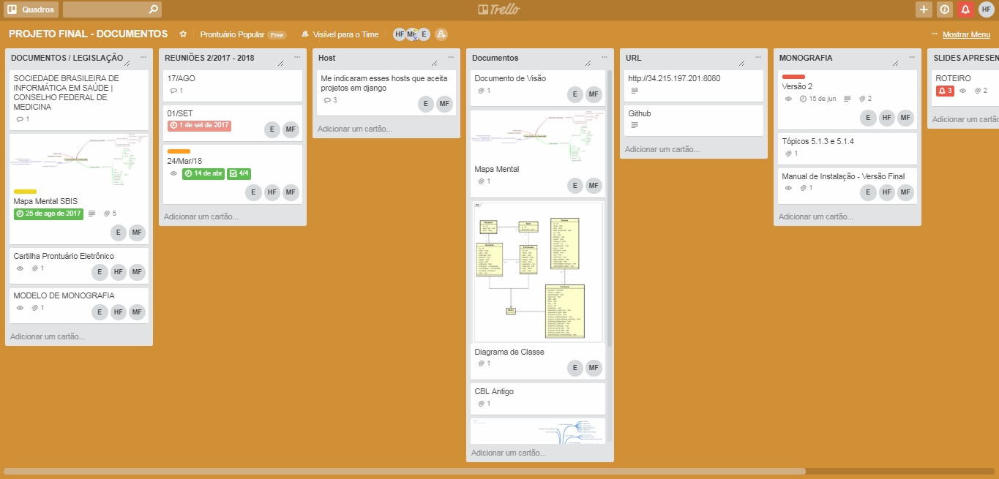 Quadros
Trello
HF
PROJETO FINAL - DOCUMENTOS
Prontuário Popular Free
Visível para o Time
HF MF E
... Mostrar Menu
DOCUMENTOS / LEGISLAÇÃO ...
SOCIEDADE BRASILEIRA DE
INFORMÁTICA EM SAÚDE |
CONSELHO FEDERAL DE
MEDICINA
1
Mapa Mental SBIS
25 de ago de 2017 5
E MF
Cartilha Prontuário Eletrônico
1
E HF MF
MODELO DE MONOGRAFIA
1
E HF MF
Adicionar um cartão...
REUNIÕES 2/2017 - 2018 ...
17/AGO
1
01/SET
1 de set de 2017
E MF
24/Mar/18
14 de abr 4/4
E HF MF
Adicionar um cartão...
Host ...
Me indicaram esses hosts que aceita
projetos em django
3
E MF
Adicionar um cartão...
Documentos ...
Documento de Visão
1
E MF
Mapa Mental
1
E MF
Diagrama de Classe
1
E MF
CBL Antigo
1
Adicionar um cartão...
URL ...
http://34.215.197.201:8080
Github
Adicionar um cartão...
MONOGRAFIA ...
Versão 2
15 de jun 2
E HF MF
Tópicos 5.1.3 e 5.1.4
1
Manual de Instalação - Versão Final
1
E HF MF
Adicionar um cartão...
SLIDES APRESEN
ROTEIRO
3 2
Adicionar um cartão